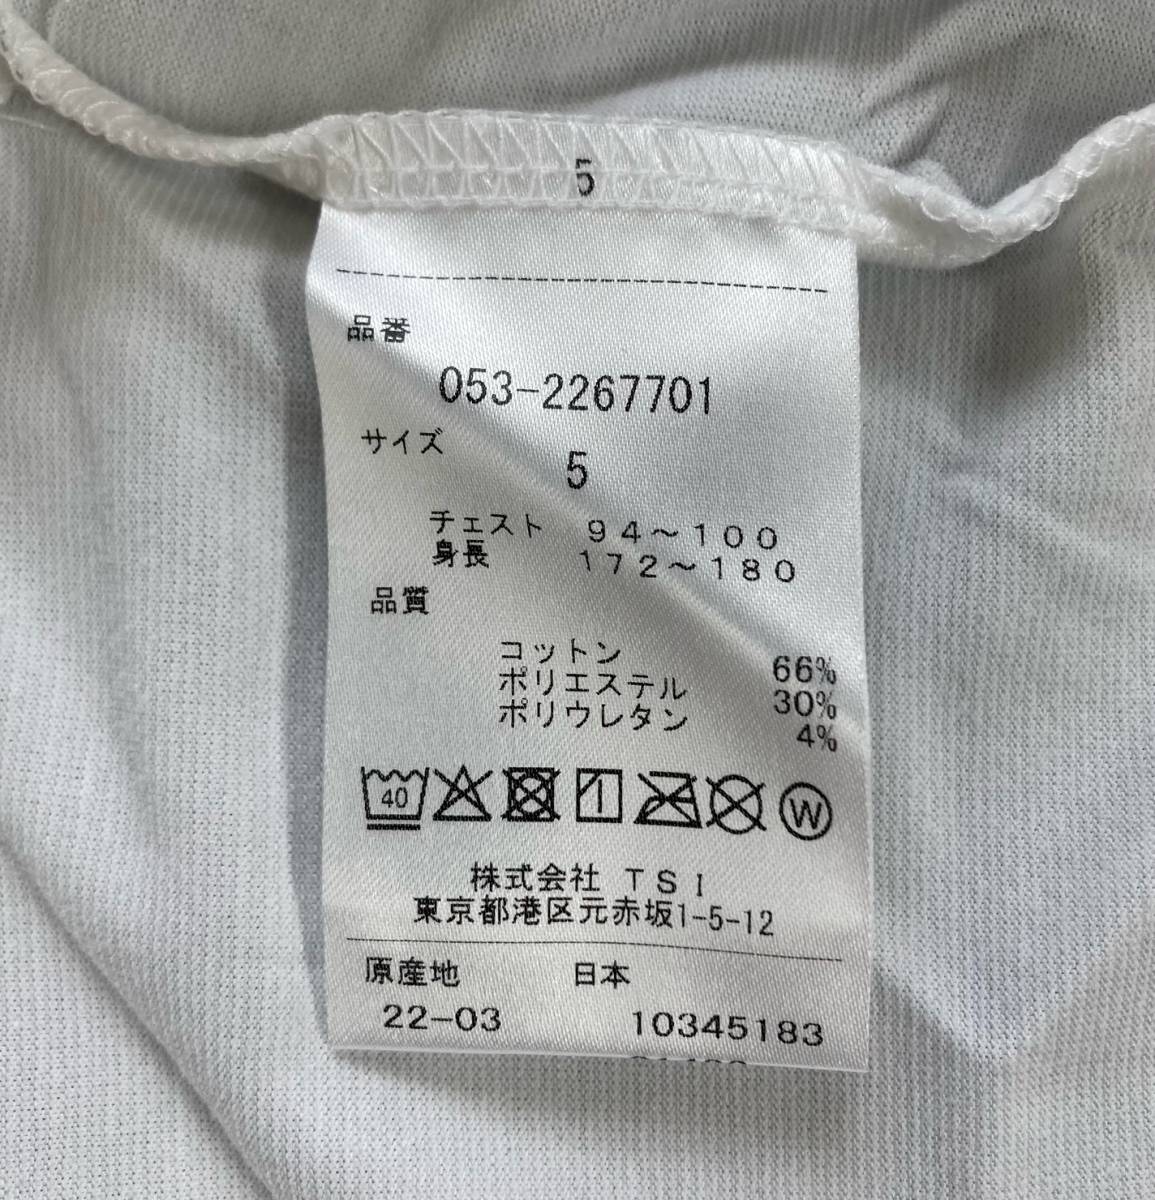 5
品番
053-2267701
サイズ
5
チェスト 94～100
身長 172～180
品質
コットン 66%
ポリエステル 30%
ポリウレタン 4%
40 W
株式会社 TSI
東京都港区元赤坂1-5-12
原産地 日本
22-03 10345183